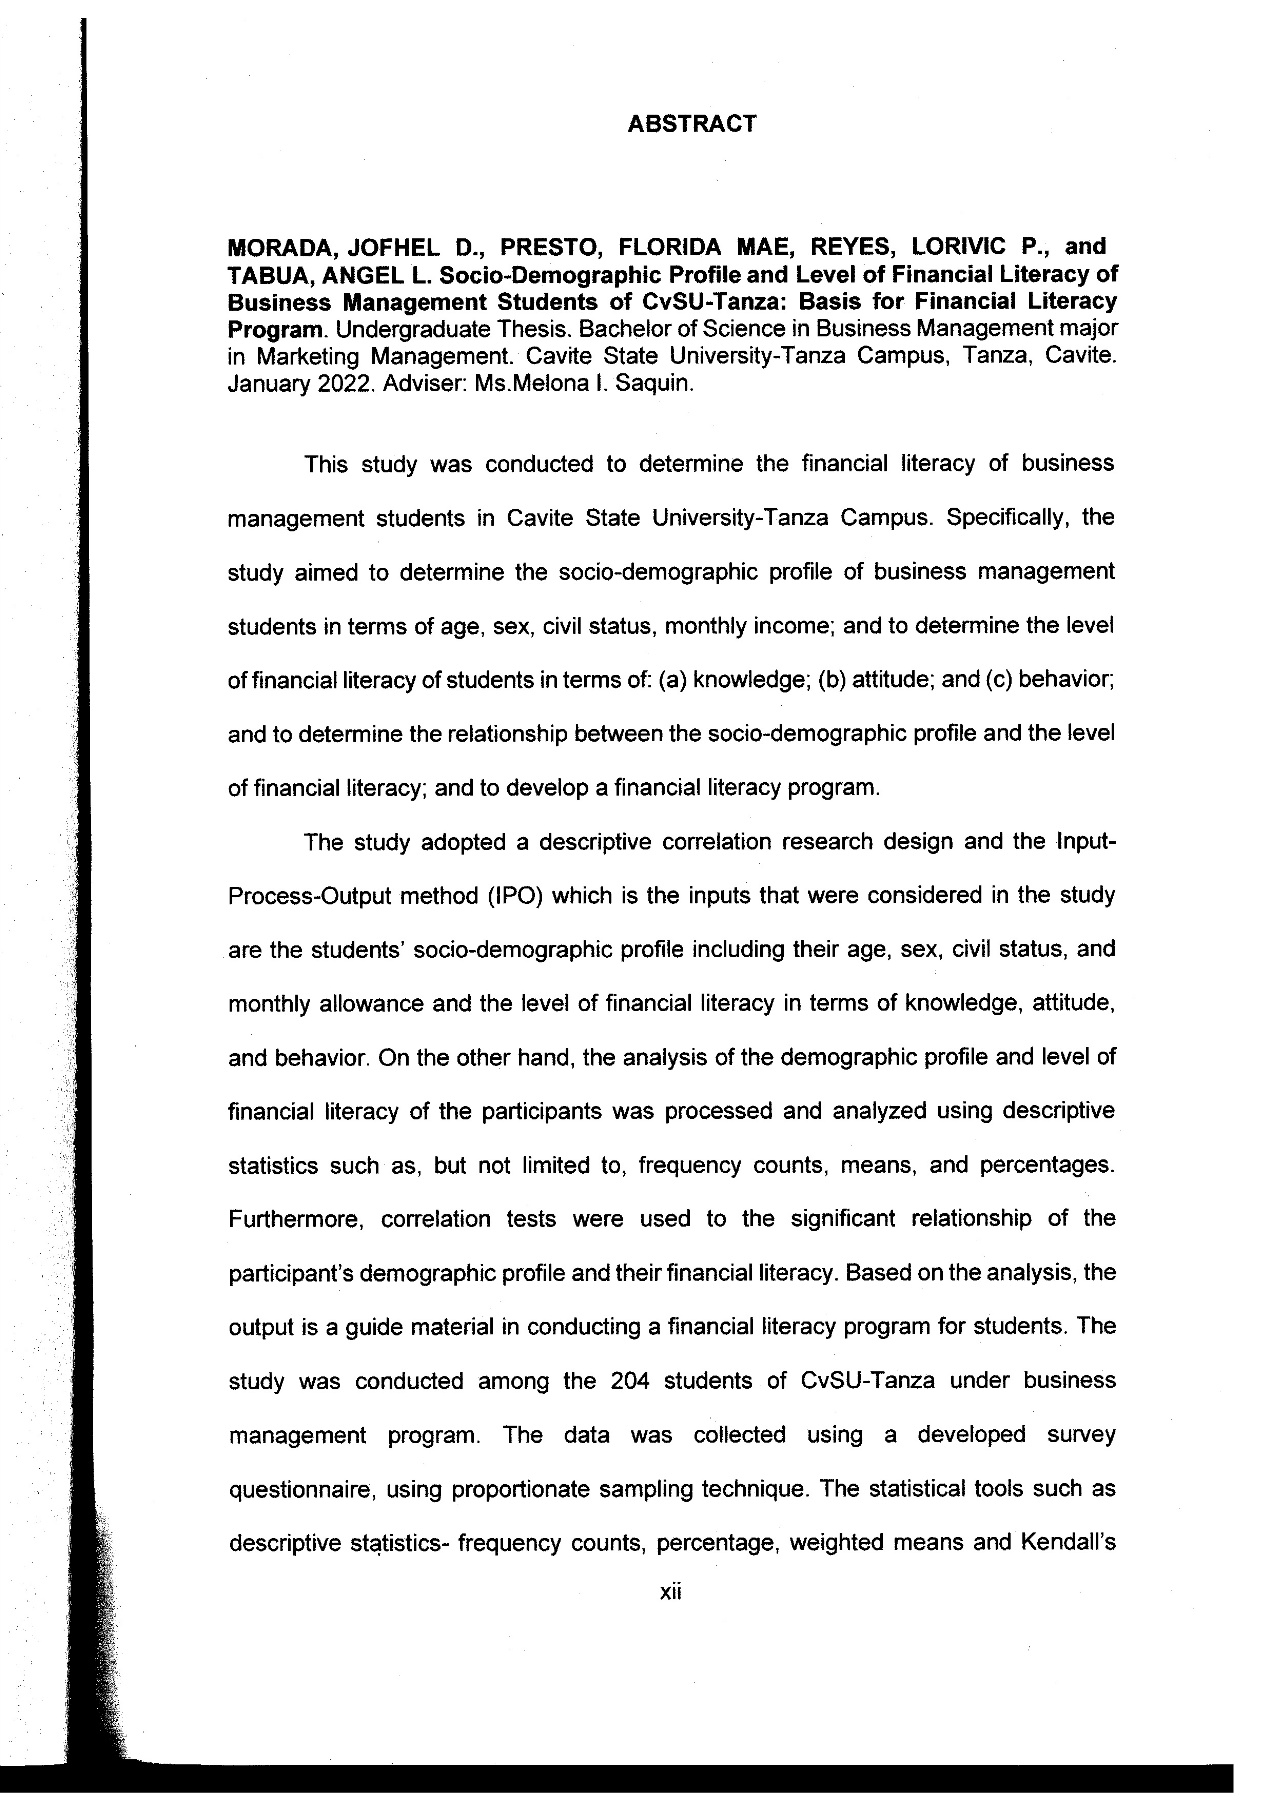 ABSTRACT
MORADA, JOFHEL D., PRESTO, FLORIDA MAE, REYES, LORIVIC P., and
TABUA, ANGEL L. Socio-Demographic Profile and Level of Financial Literacy of
Business Management Students of CvSU-Tanza: Basis for Financial Literacy
Program. Undergraduate Thesis. Bachelor of Science in Business Management major
in Marketing Management. Cavite State University-Tanza Campus, Tanza, Cavite.
January 2022. Adviser: Ms.Melona I. Saquin.
This study was conducted to determine the financial literacy of business
management students in Cavite State University-Tanza Campus. Specifically, the
study aimed to determine the socio-demographic profile of business management
students in terms of age, sex, civil status, monthly income; and to determine the level
of financial literacy of students in terms of: (a) knowledge; (b) attitude; and (c) behavior;
and to determine the relationship between the socio-demographic profile and the level
of financial literacy; and to develop a financial literacy program.
The study adopted a descriptive correlation research design and the Input-
Process-Output method (IPO) which is the inputs that were considered in the study
are the students' socio-demographic profile including their age, sex, civil status, and
monthly allowance and the level of financial literacy in terms of knowledge, attitude,
and behavior. On the other hand, the analysis of the demographic profile and level of
financial literacy of the participants was processed and analyzed using descriptive
statistics such as, but not limited to, frequency counts, means, and percentages.
Furthermore, correlation tests were used to the significant relationship of the
participant's demographic profile and their financial literacy. Based on the analysis, the
output is a guide material in conducting a financial literacy program for students. The
study was conducted among the 204 students of CvSU-Tanza under business
management program. The data was collected using a developed survey
questionnaire, using proportionate sampling technique. The statistical tools such as
descriptive statistics- frequency counts, percentage, weighted means and Kendall's
xii